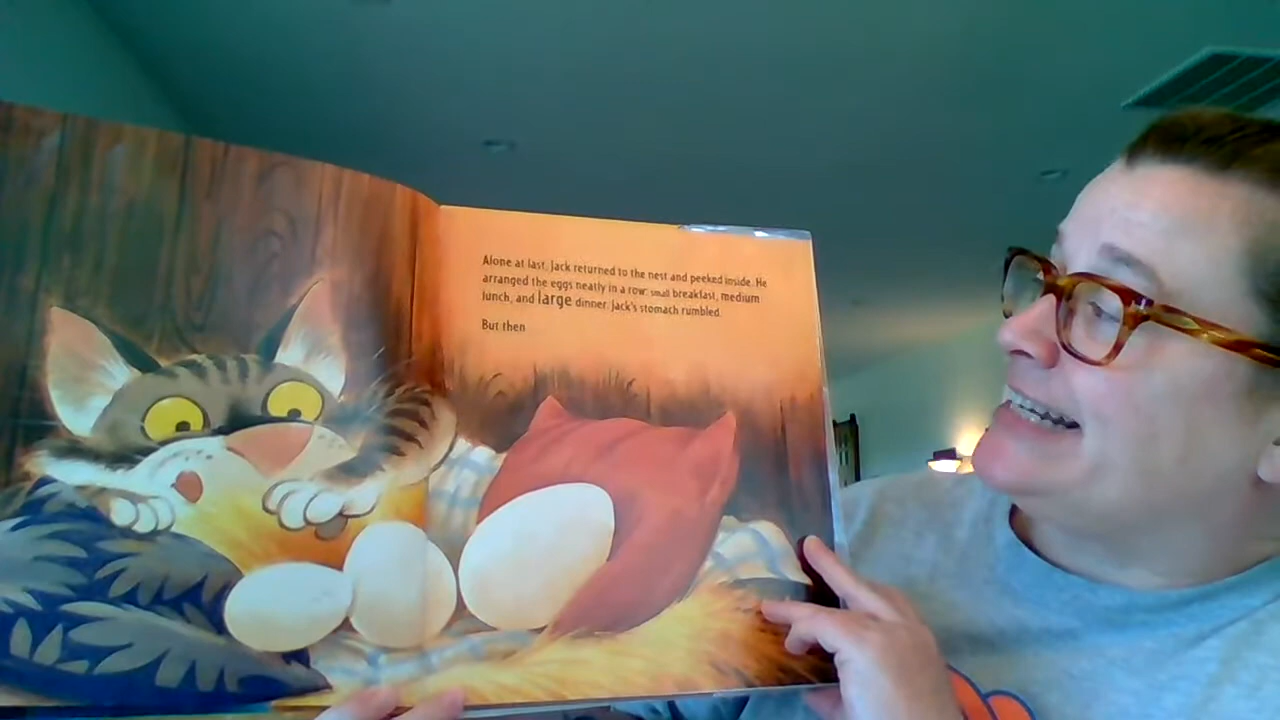 Alone at last, Jack returned to the nest and peeked inside. He
arranged the eggs neatly in a row: small breakfast, medium
lunch, and large dinner. Jack's stomach rumbled.
But then